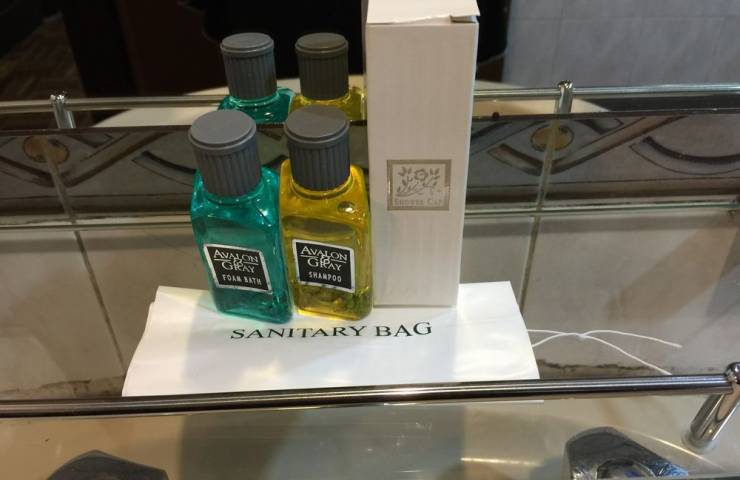 AVALON
&
GRAY
FOAM BATH
AVALON
&
GRAY
SHAMPOO
SHOWER CAP
SANITARY BAG